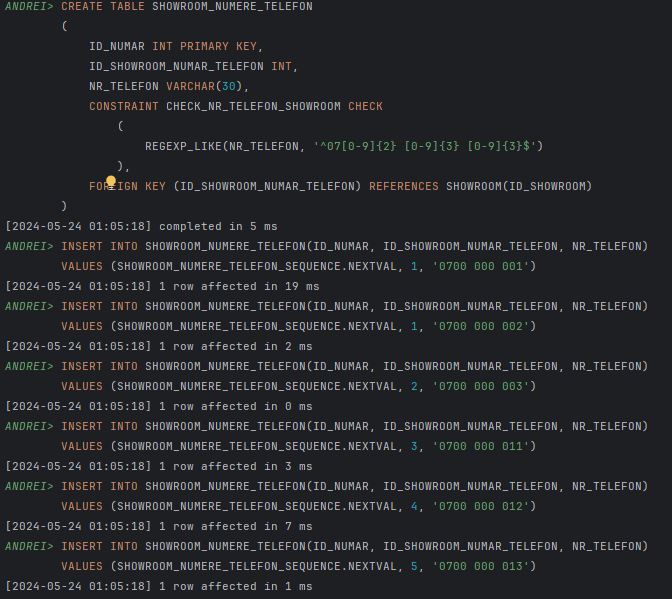 ANDREI> CREATE TABLE SHOWROOM_NUMERE_TELEFON
(
ID_NUMAR INT PRIMARY KEY,
ID_SHOWROOM_NUMAR_TELEFON INT,
NR_TELEFON VARCHAR(30),
CONSTRAINT CHECK_NR_TELEFON_SHOWROOM CHECK
(
REGEXP_LIKE(NR_TELEFON, '^07[0-9]{2} [0-9]{3} [0-9]{3}$')
),
FOREIGN KEY (ID_SHOWROOM_NUMAR_TELEFON) REFERENCES SHOWROOM(ID_SHOWROOM)
)
[2024-05-24 01:05:18] completed in 5 ms
ANDREI> INSERT INTO SHOWROOM_NUMERE_TELEFON(ID_NUMAR, ID_SHOWROOM_NUMAR_TELEFON, NR_TELEFON)
VALUES (SHOWROOM_NUMERE_TELEFON_SEQUENCE.NEXTVAL, 1, '0700 000 001')
[2024-05-24 01:05:18] 1 row affected in 19 ms
ANDREI> INSERT INTO SHOWROOM_NUMERE_TELEFON(ID_NUMAR, ID_SHOWROOM_NUMAR_TELEFON, NR_TELEFON)
VALUES (SHOWROOM_NUMERE_TELEFON_SEQUENCE.NEXTVAL, 1, '0700 000 002')
[2024-05-24 01:05:18] 1 row affected in 2 ms
ANDREI> INSERT INTO SHOWROOM_NUMERE_TELEFON(ID_NUMAR, ID_SHOWROOM_NUMAR_TELEFON, NR_TELEFON)
VALUES (SHOWROOM_NUMERE_TELEFON_SEQUENCE.NEXTVAL, 2, '0700 000 003')
[2024-05-24 01:05:18] 1 row affected in 0 ms
ANDREI> INSERT INTO SHOWROOM_NUMERE_TELEFON(ID_NUMAR, ID_SHOWROOM_NUMAR_TELEFON, NR_TELEFON)
VALUES (SHOWROOM_NUMERE_TELEFON_SEQUENCE.NEXTVAL, 3, '0700 000 011')
[2024-05-24 01:05:18] 1 row affected in 3 ms
ANDREI> INSERT INTO SHOWROOM_NUMERE_TELEFON(ID_NUMAR, ID_SHOWROOM_NUMAR_TELEFON, NR_TELEFON)
VALUES (SHOWROOM_NUMERE_TELEFON_SEQUENCE.NEXTVAL, 4, '0700 000 012')
[2024-05-24 01:05:18] 1 row affected in 7 ms
ANDREI> INSERT INTO SHOWROOM_NUMERE_TELEFON(ID_NUMAR, ID_SHOWROOM_NUMAR_TELEFON, NR_TELEFON)
VALUES (SHOWROOM_NUMERE_TELEFON_SEQUENCE.NEXTVAL, 5, '0700 000 013')
[2024-05-24 01:05:18] 1 row affected in 1 ms